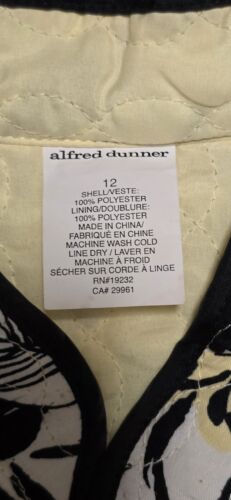 alfred dunner
12
SHELL/VESTE:
100% POLYESTER
LINING/DOUBLURE:
100% POLYESTER
MADE IN CHINA/
FABRIQUÉ EN CHINE
MACHINE WASH COLD
LINE DRY / LAVER EN
MACHINE À FROID
SÉCHER SUR CORDE À LINGE
RN#19232
CA# 29961